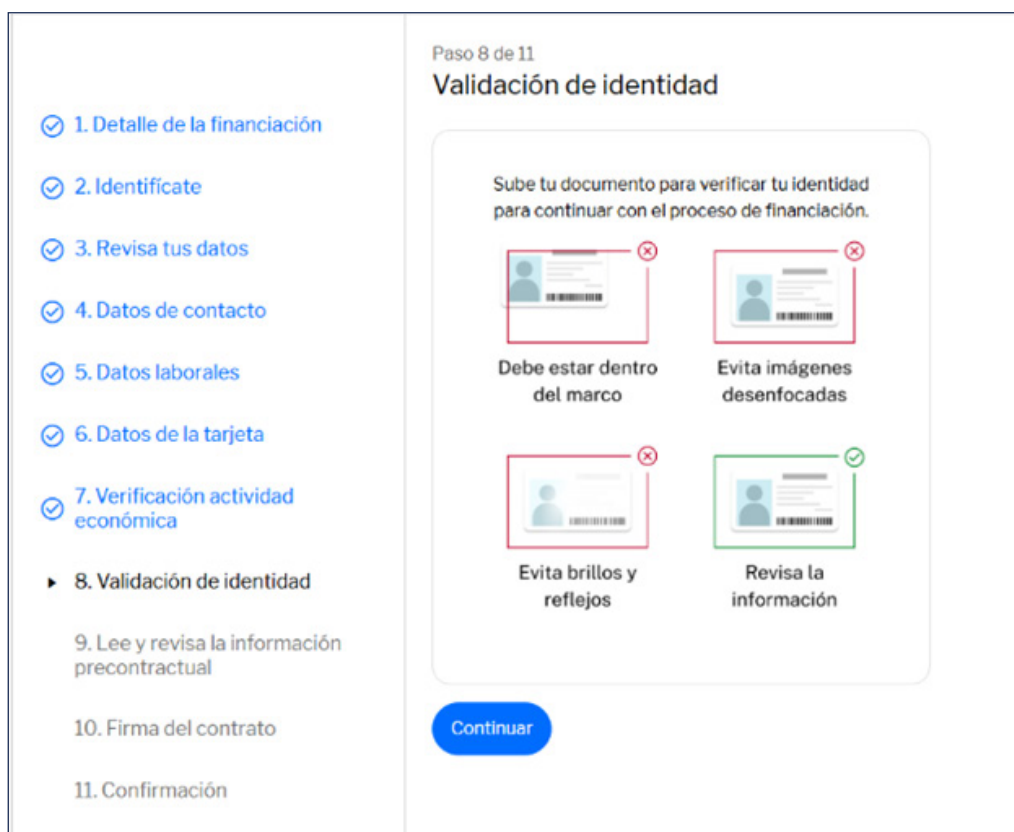 1. Detalle de la financiación
2. Identifícate
3. Revisa tus datos
4. Datos de contacto
5. Datos laborales
6. Datos de la tarjeta
7. Verificación actividad
económica
8. Validación de identidad
9. Lee y revisa la información
precontractual
10. Firma del contrato
11. Confirmación
Paso 8 de 11
Validación de identidad
Sube tu documento para verificar tu identidad
para continuar con el proceso de financiación.
Debe estar dentro
del marco
Evita imágenes
desenfocadas
Evita brillos y
reflejos
Revisa la
información
Continuar